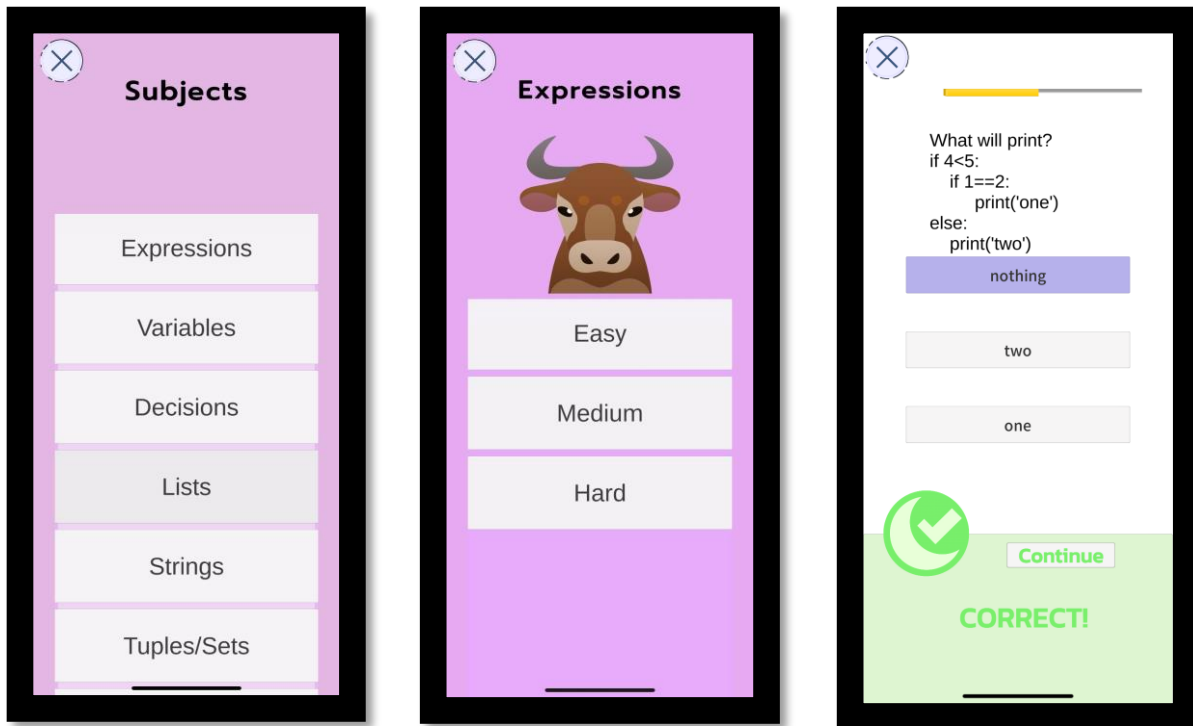 Subjects
Expressions
Variables
Decisions
Lists
Strings
Tuples/Sets
Expressions
Easy
Medium
Hard
What will print?
if 4<5:
    if 1==2:
        print('one')
else:
    print('two')
nothing
two
one
Continue
CORRECT!